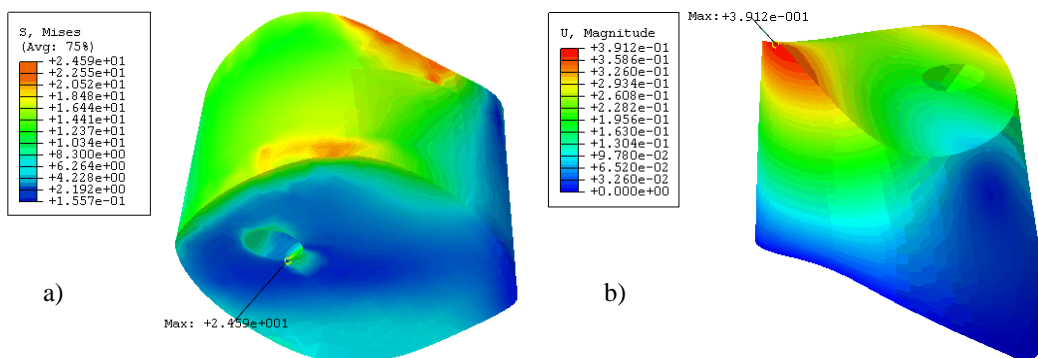 S, Mises
(Avg: 75%)
+2.459e+01
+2.255e+01
+2.052e+01
+1.848e+01
+1.644e+01
+1.441e+01
+1.237e+01
+1.034e+01
+8.300e+00
+6.264e+00
+4.228e+00
+2.192e+00
+1.557e-01
Max: +2.459e+001
a)
Max:+3.912e-001
U, Magnitude
+3.912e-01
+3.586e-01
+3.260e-01
+2.934e-01
+2.608e-01
+2.282e-01
+1.956e-01
+1.630e-01
+1.304e-01
+9.780e-02
+6.520e-02
+3.260e-02
+0.000e+00
b)